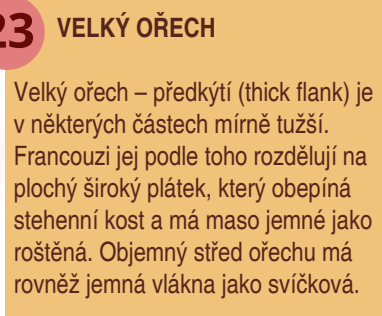 23 VELKÝ OŘECH
Velký ořech – předkýtí (thick flank) je
v některých částech mírně tužší.
Francouzi jej podle toho rozdělují na
plochý široký plátek, který obepíná
stehenní kost a má maso jemné jako
roštěná. Objemný střed ořechu má
rovněž jemná vlákna jako svíčková.